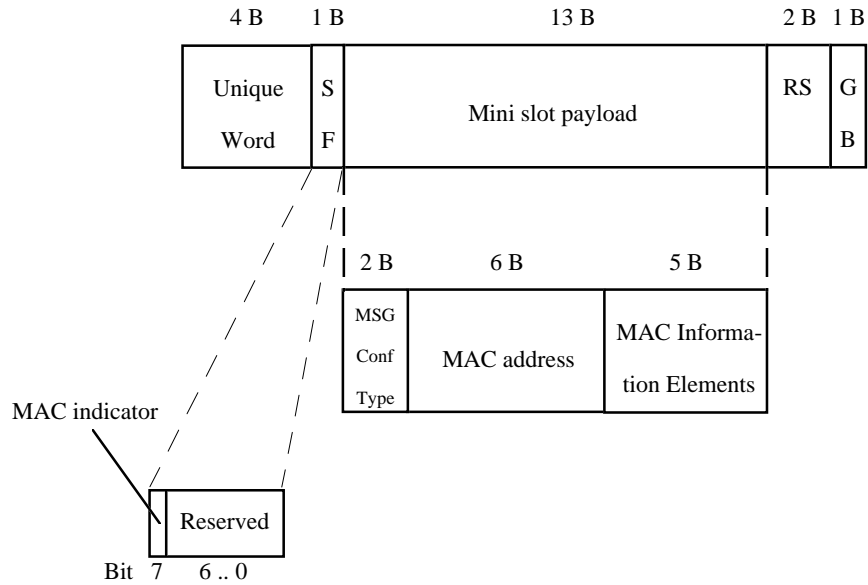 4 B 1 B 13 B 2 B 1 B
Unique
Word
S
F
Mini slot payload
RS
G
B
2 B 6 B 5 B
MSG
Conf
Type
MAC address
MAC Informa-
tion Elements
MAC indicator
Reserved
Bit 7 6 .. 0